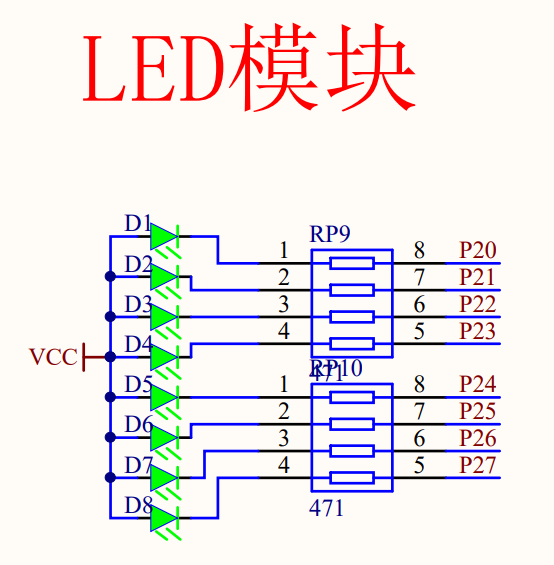 LED模块
D1
RP9
1 8 P20
D2
2 7 P21
D3
3 6 P22
D4
4 5 P23
VCC
471
RP10
D5
1 8 P24
D6
2 7 P25
D7
3 6 P26
4 5 P27
D8
471